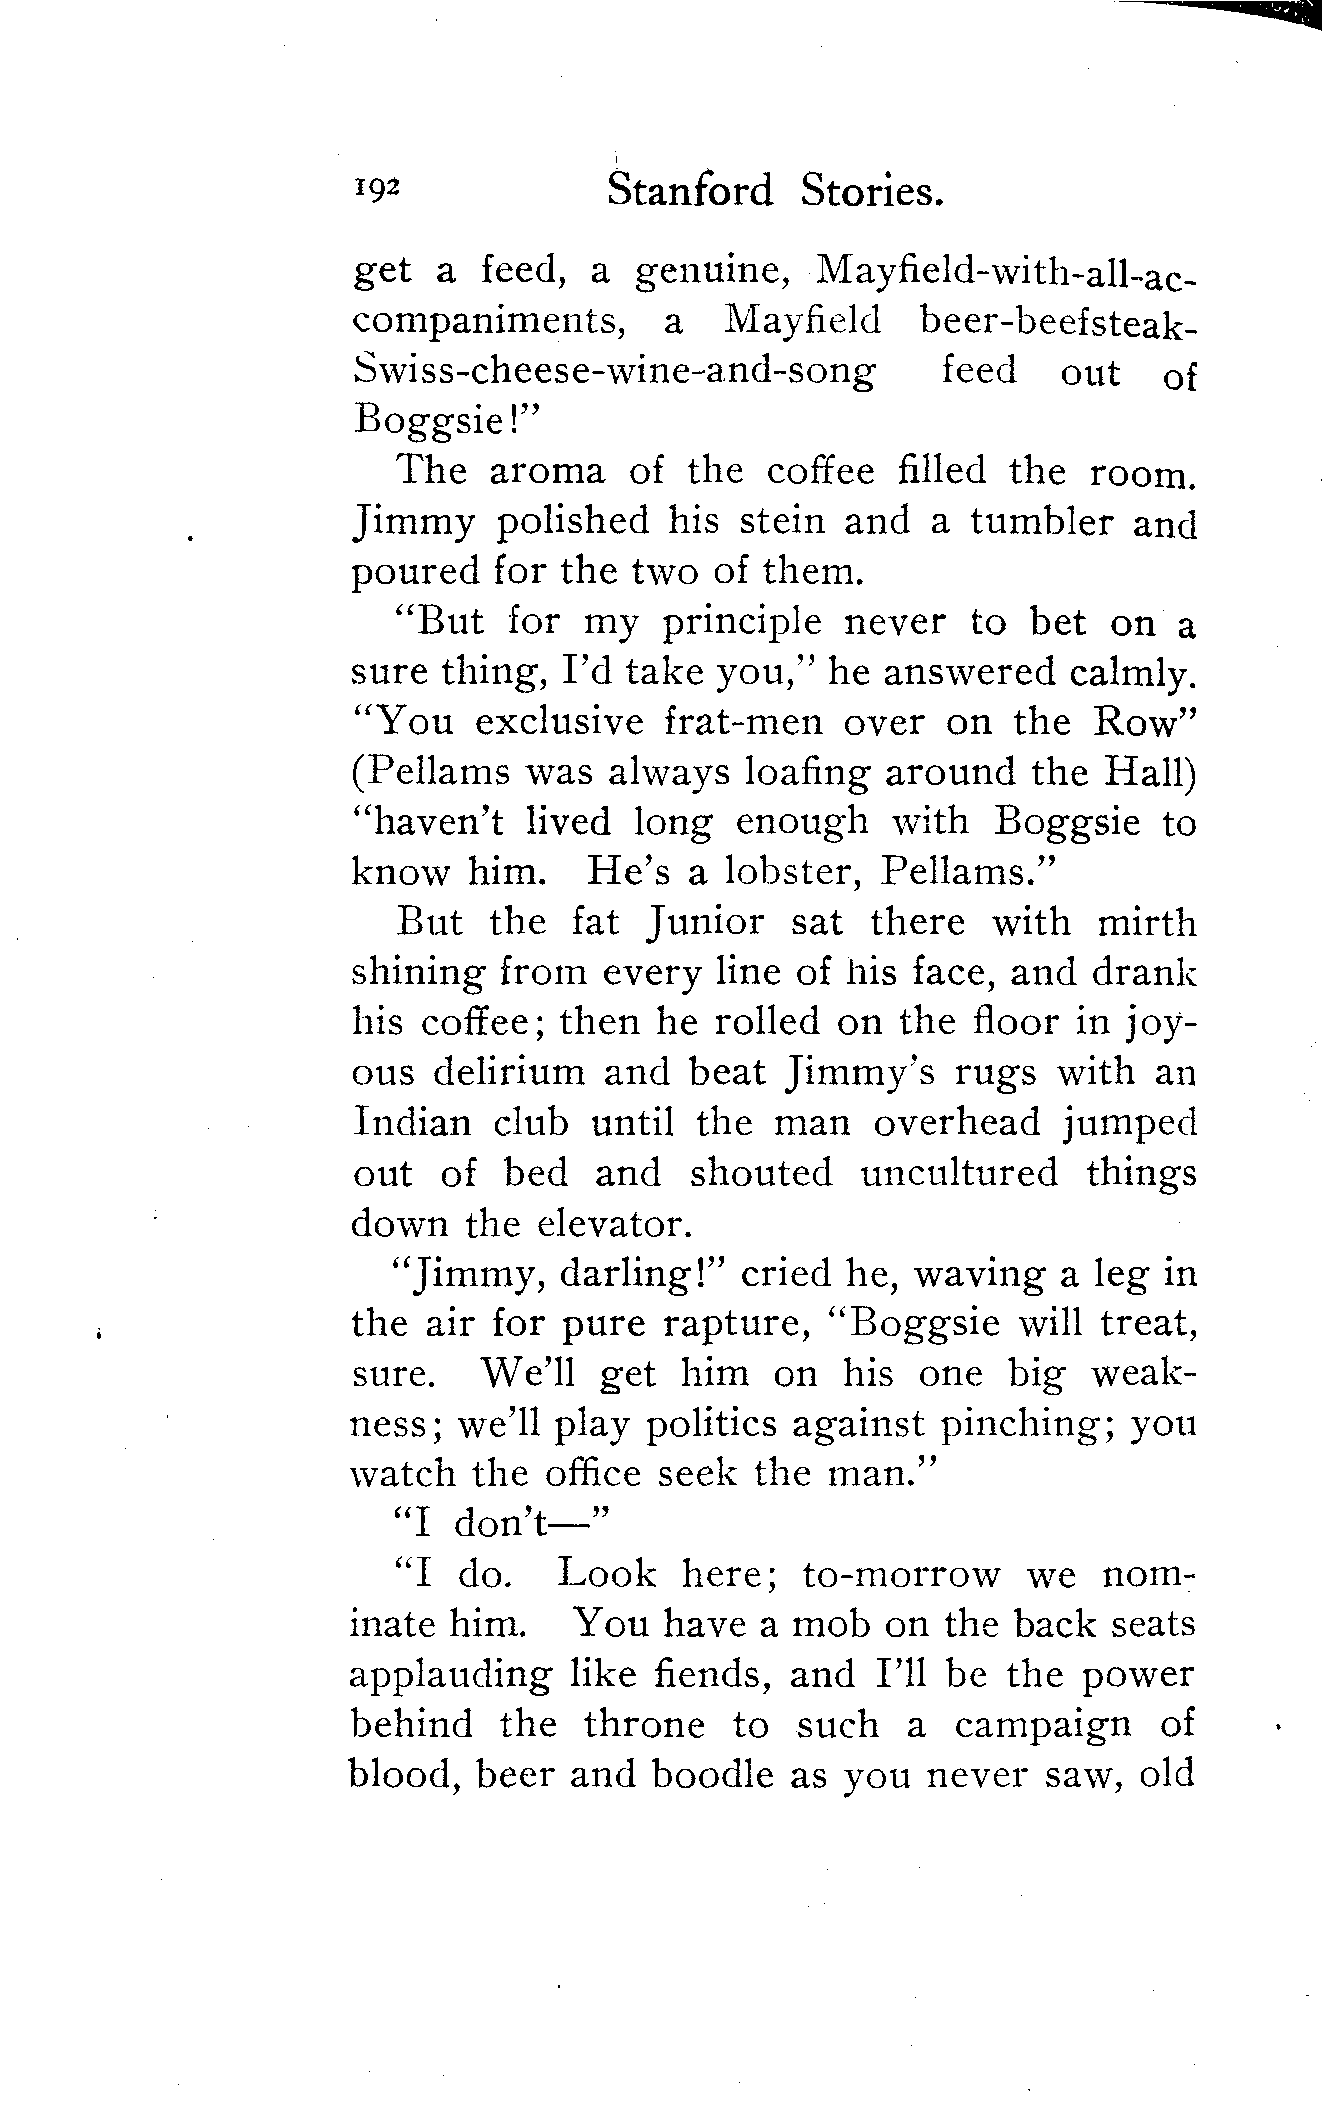 192 Stanford Stories.
get a feed, a genuine, Mayfield-with-all-ac-
companiments, a Mayfield beer-beefsteak-
Swiss-cheese-wine-and-song feed out of
Boggsie!”
The aroma of the coffee filled the room.
Jimmy polished his stein and a tumbler and
poured for the two of them.
“But for my principle never to bet on a
sure thing, I’d take you,” he answered calmly.
“You exclusive frat-men over on the Row”
(Pellams was always loafing around the Hall)
“haven’t lived long enough with Boggsie to
know him. He’s a lobster, Pellams.”
But the fat Junior sat there with mirth
shining from every line of his face, and drank
his coffee; then he rolled on the floor in joy-
ous delirium and beat Jimmy’s rugs with an
Indian club until the man overhead jumped
out of bed and shouted uncultured things
down the elevator.
“Jimmy, darling!” cried he, waving a leg in
the air for pure rapture, “Boggsie will treat,
sure. We’ll get him on his one big weak-
ness; we’ll play politics against pinching; you
watch the office seek the man.”
“I don’t—”
“I do. Look here; to-morrow we nom-
inate him. You have a mob on the back seats
applauding like fiends, and I’ll be the power
behind the throne to such a campaign of
blood, beer and boodle as you never saw, old